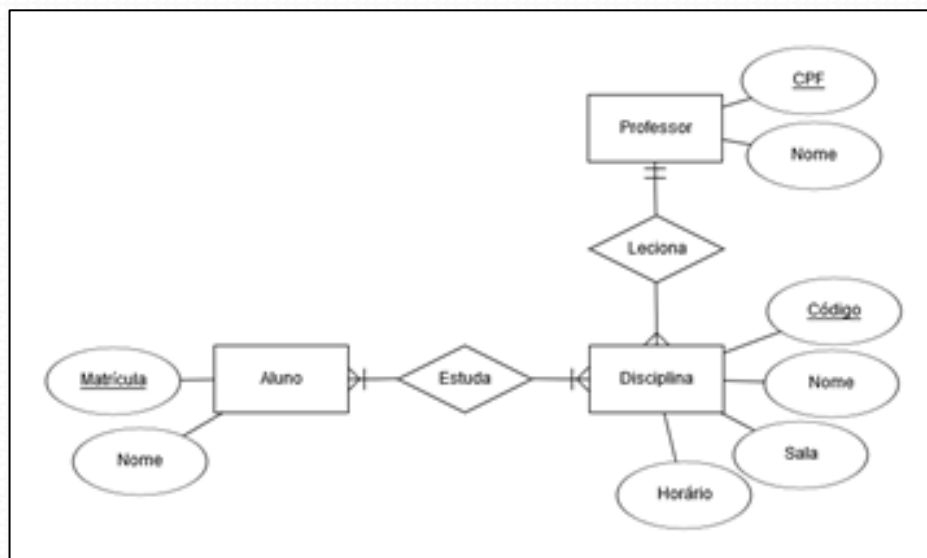 CPF
Professor
Nome
Leciona
Código
Matrícula
Aluno
Estuda
Disciplina
Nome
Nome
Sala
Horário